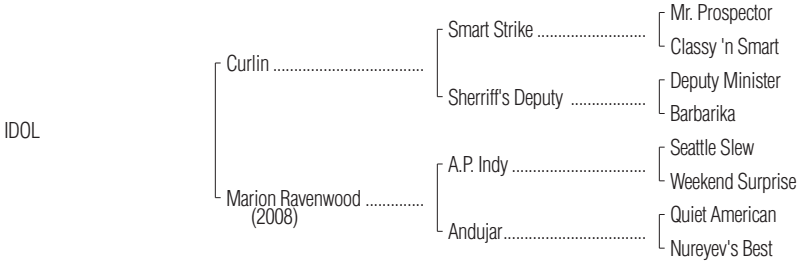 Mr. Prospector
Smart Strike ..........................
Classy 'n Smart
Curlin ....................................
Deputy Minister
Sherriff's Deputy ..................
Barbarika
IDOL
Seattle Slew
A.P. Indy ................................
Weekend Surprise
Marion Ravenwood ..............
(2008)
Quiet American
Andujar..................................
Nureyev's Best